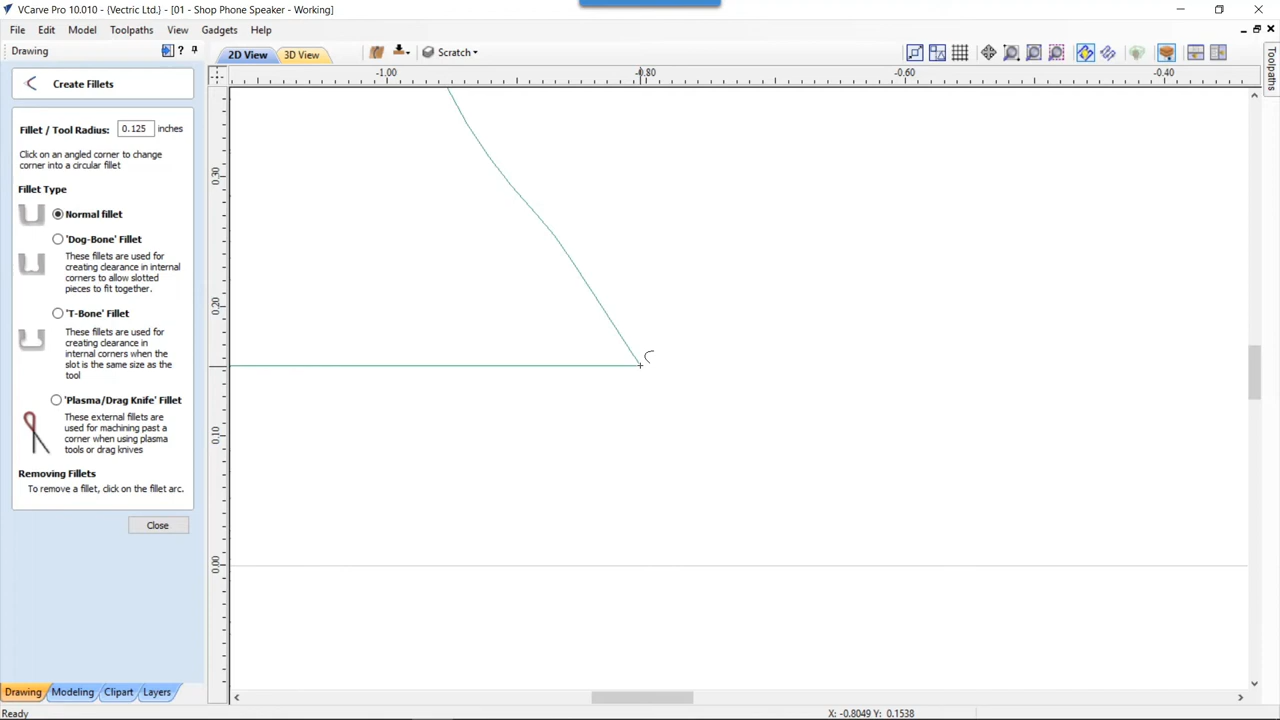 VCarve Pro 10.010 - {Vectric Ltd.} - [01 - Shop Phone Speaker - Working]
File Edit Model Toolpaths View Gadgets Help
Drawing ?
2D View 3D View Scratch
Create Fillets
-1.00 -0.80 -0.60 -0.40
Toolpaths
Fillet / Tool Radius: 0.125 inches
Click on an angled corner to change
corner into a circular fillet
Fillet Type
Normal fillet
'Dog-Bone' Fillet
These fillets are used for
creating clearance in internal
corners to allow slotted
pieces to fit together.
'T-Bone' Fillet
These fillets are used for
creating clearance in
internal corners when the
slot is the same size as the
tool
'Plasma/Drag Knife' Fillet
These external fillets are
used for machining past a
corner when using plasma
tools or drag knives
Removing Fillets
To remove a fillet, click on the fillet arc.
Close
0.30
0.20
0.10
0.00
Drawing Modeling Clipart Layers
Ready X: -0.8049 Y: 0.1538